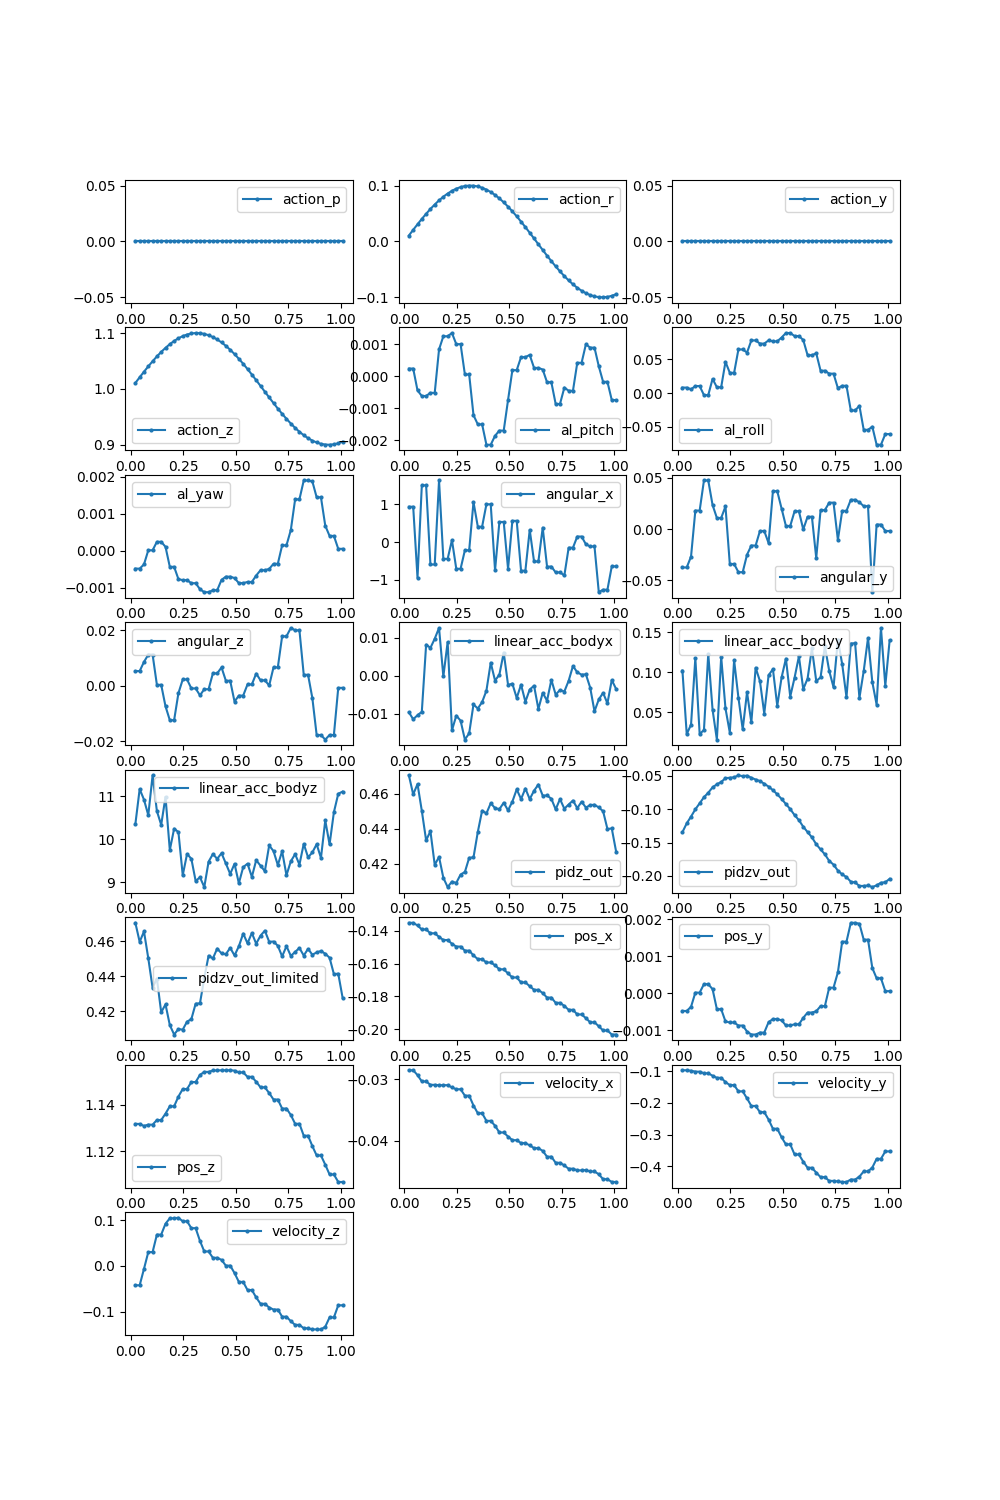 0.05 0.00 −0.05 action_p 0.00 0.25 0.50 0.75 1.00
0.1 0.0 −0.1 action_r 0.00 0.25 0.50 0.75 1.00
0.05 0.00 −0.05 action_y 0.00 0.25 0.50 0.75 1.00
1.1 1.0 0.9 action_z 0.00 0.25 0.50 0.75 1.00
0.001 0.000 −0.001 −0.002 al_pitch 0.00 0.25 0.50 0.75 1.00
0.05 0.00 −0.05 al_roll 0.00 0.25 0.50 0.75 1.00
0.002 0.001 0.000 −0.001 al_yaw 0.00 0.25 0.50 0.75 1.00
1 0 −1 angular_x 0.00 0.25 0.50 0.75 1.00
0.05 0.00 −0.05 angular_y 0.00 0.25 0.50 0.75 1.00
0.02 0.00 −0.02 angular_z 0.00 0.25 0.50 0.75 1.00
0.01 0.00 −0.01 linear_acc_bodyx 0.00 0.25 0.50 0.75 1.00
0.15 0.10 0.05 linear_acc_bodyy 0.00 0.25 0.50 0.75 1.00
11 10 9 linear_acc_bodyz 0.00 0.25 0.50 0.75 1.00
0.46 0.44 0.42 pidz_out 0.00 0.25 0.50 0.75 1.00
−0.05 −0.10 −0.15 −0.20 pidzv_out 0.00 0.25 0.50 0.75 1.00
0.46 0.44 0.42 pidzv_out_limited 0.00 0.25 0.50 0.75 1.00
−0.14 −0.16 −0.18 −0.20 pos_x 0.00 0.25 0.50 0.75 1.00
0.002 0.001 0.000 −0.001 pos_y 0.00 0.25 0.50 0.75 1.00
1.14 1.12 pos_z 0.00 0.25 0.50 0.75 1.00
−0.03 −0.04 velocity_x 0.00 0.25 0.50 0.75 1.00
−0.1 −0.2 −0.3 −0.4 velocity_y 0.00 0.25 0.50 0.75 1.00
0.1 0.0 −0.1 velocity_z 0.00 0.25 0.50 0.75 1.00